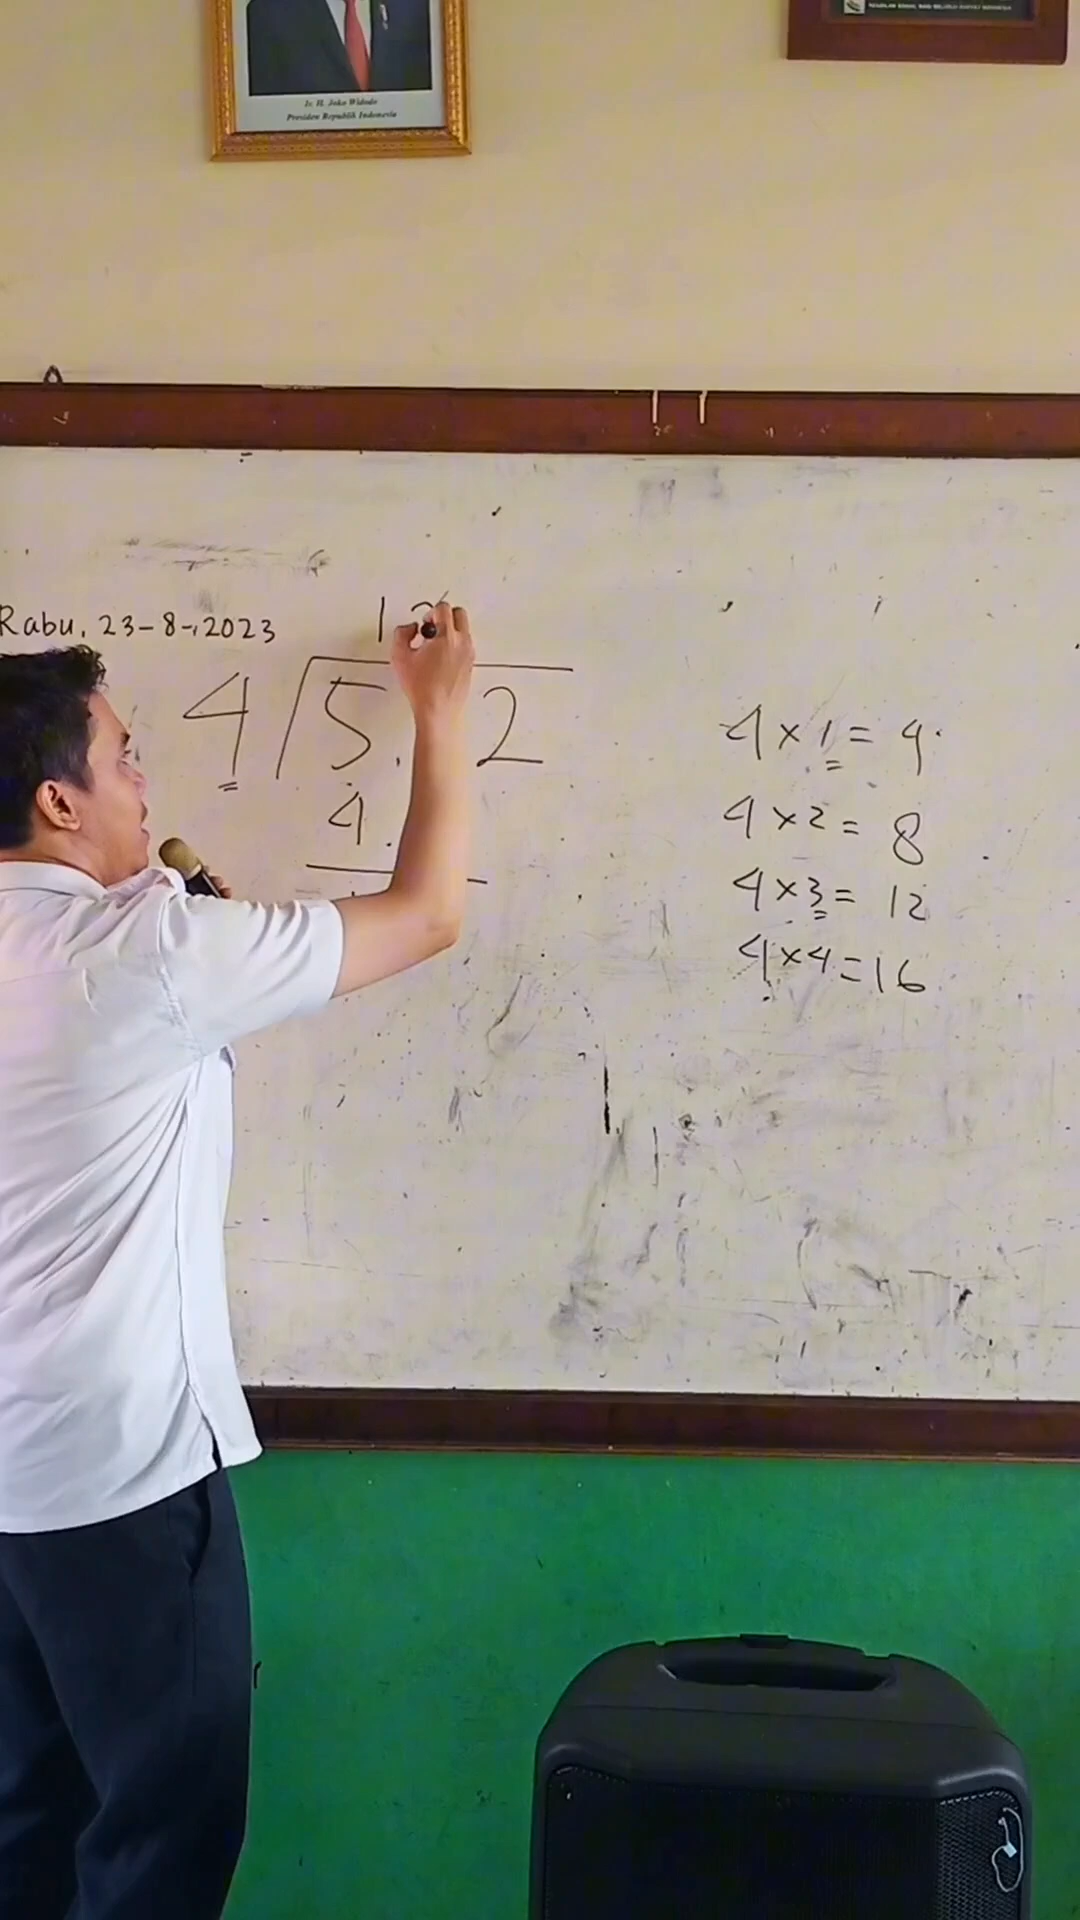 Ir. H. Joko Widodo
Presiden Republik Indonesia
Rabu, 23-8-2023
1
4 5 2
4
4 x 1 = 4
4 x 2 = 8
4 x 3 = 12
4 x 4 = 16